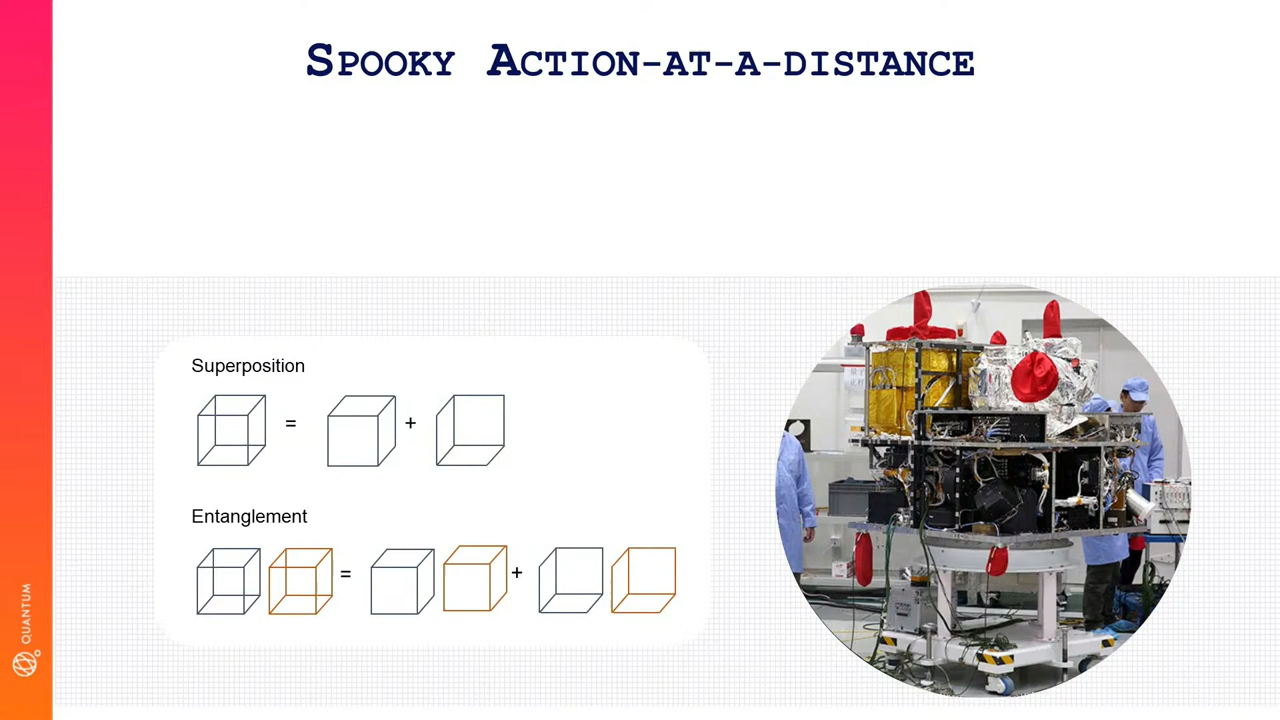 Spooky Action-at-a-distance
Superposition
= +
Entanglement
= +
QUANTUM